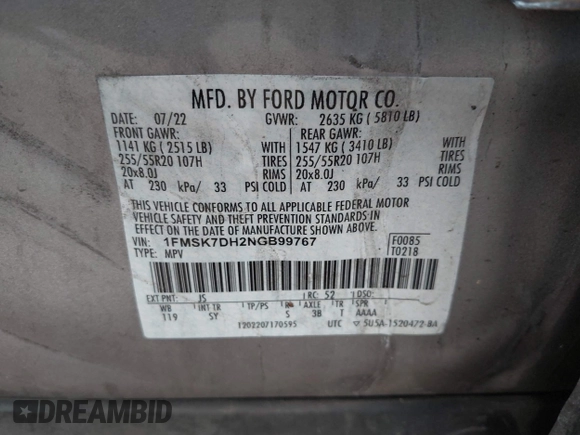 MFD. BY FORD MOTOR CO.
DATE: 07/22 GVWR: 2635 KG ( 5810 LB)
FRONT GAWR: REAR GAWR:
1141 KG ( 2515 LB) WITH 1547 KG ( 3410 LB) WITH
255/55R20 107H TIRES 255/55R20 107H TIRES
20x8.0J RIMS 20x8.0J RIMS
AT 230 kPa/ 33 PSI COLD AT 230 kPa/ 33 PSI COLD
THIS VEHICLE CONFORMS TO ALL APPLICABLE FEDERAL MOTOR
VEHICLE SAFETY AND THEFT PREVENTION STANDARDS IN
EFFECT ON THE DATE OF MANUFACTURE SHOWN ABOVE.
VIN: 1FMSK7DH2NGB99767 F0085
TYPE: MPV T0218
EXT PNT: JS RC: 52 DSO:
WB INT TR TP/PS R AXLE TR SPR
119 SY S 38 T AAAA
1202207170595 UTC 5USA-1520472-BA
DREAMBID